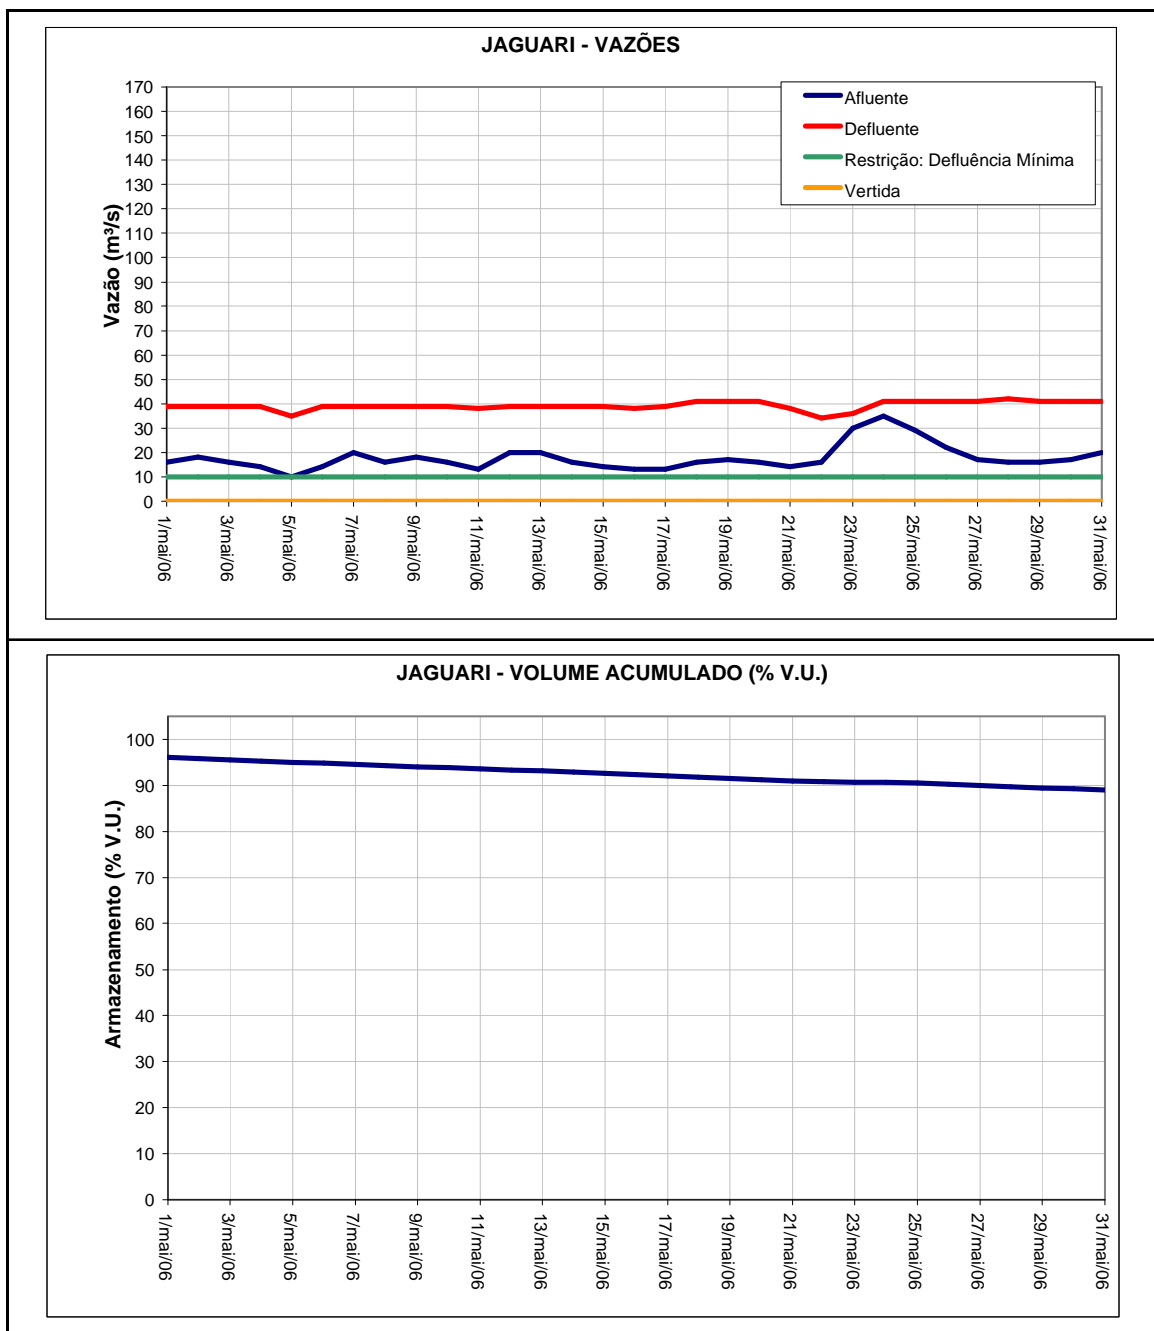 JAGUARI - VAZÕES
170
160
150
140
130
120
110
100
90
80
70
60
50
40
30
20
10
0
Vazão (m³/s)
Afluente
Defluente
Restrição: Defluência Mínima
Vertida
1/mai/06
3/mai/06
5/mai/06
7/mai/06
9/mai/06
11/mai/06
13/mai/06
15/mai/06
17/mai/06
19/mai/06
21/mai/06
23/mai/06
25/mai/06
27/mai/06
29/mai/06
31/mai/06
JAGUARI - VOLUME ACUMULADO (% V.U.)
100
90
80
70
60
50
40
30
20
10
0
Armazenamento (% V.U.)
1/mai/06
3/mai/06
5/mai/06
7/mai/06
9/mai/06
11/mai/06
13/mai/06
15/mai/06
17/mai/06
19/mai/06
21/mai/06
23/mai/06
25/mai/06
27/mai/06
29/mai/06
31/mai/06